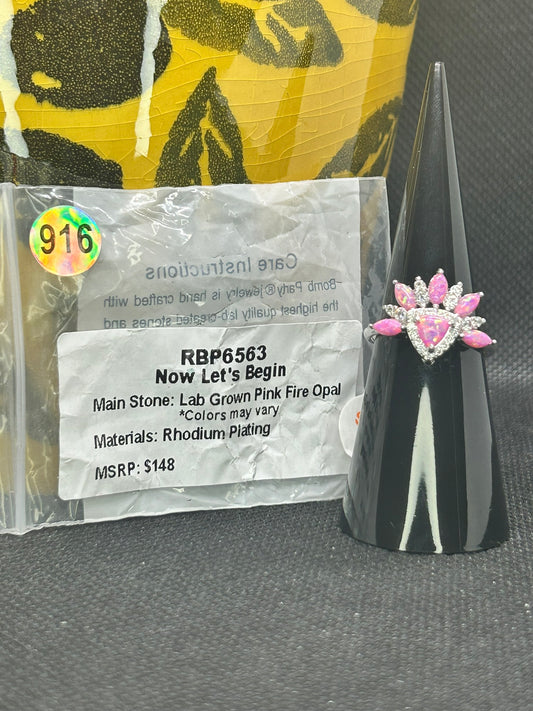 916
Care Instructions
Bomb Party® jewelry is hand crafted with
the highest quality lab-created stones and
RBP6563
Now Let's Begin
Main Stone: Lab Grown Pink Fire Opal
*Colors may vary
Materials: Rhodium Plating
MSRP: $148